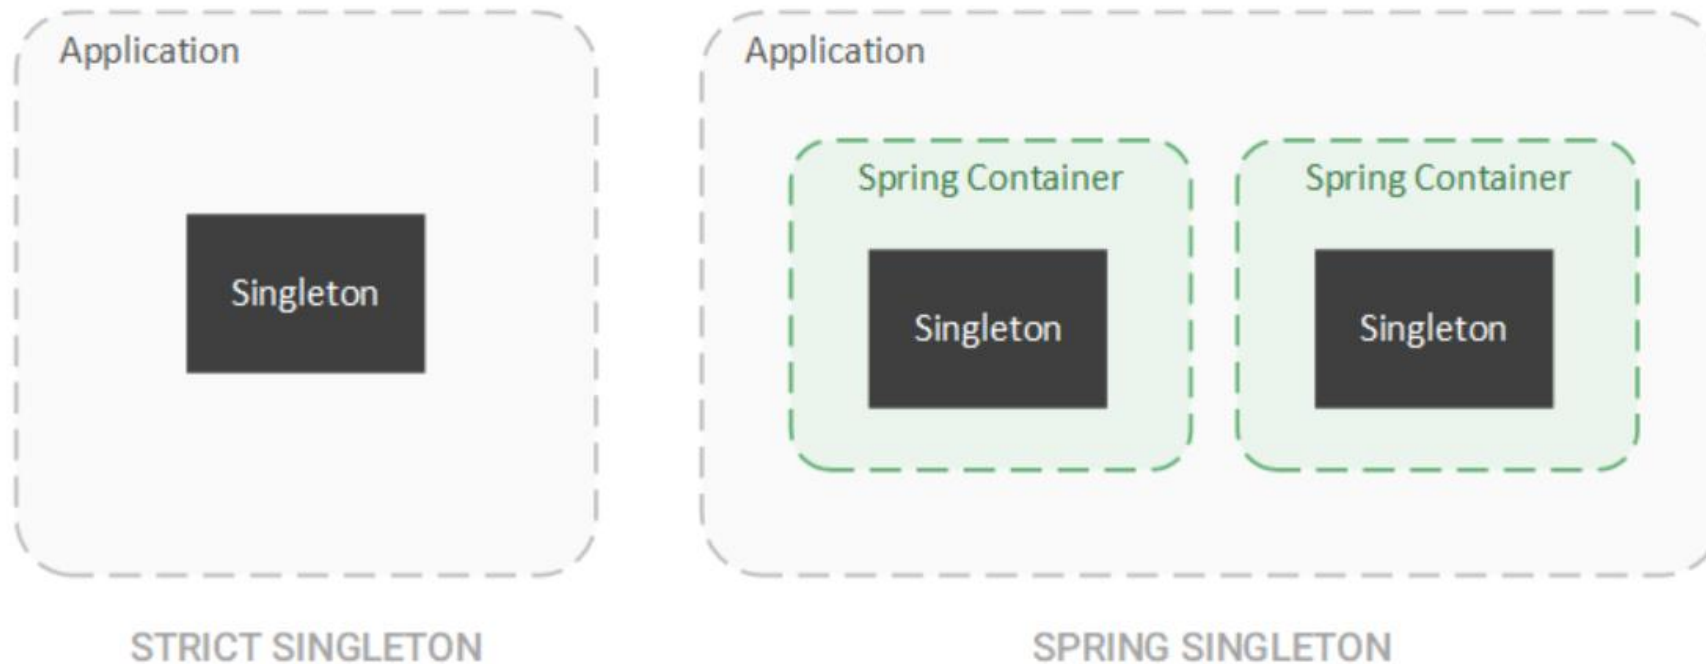 Application
Singleton
STRICT SINGLETON
Application
Spring Container
Singleton
Spring Container
Singleton
SPRING SINGLETON